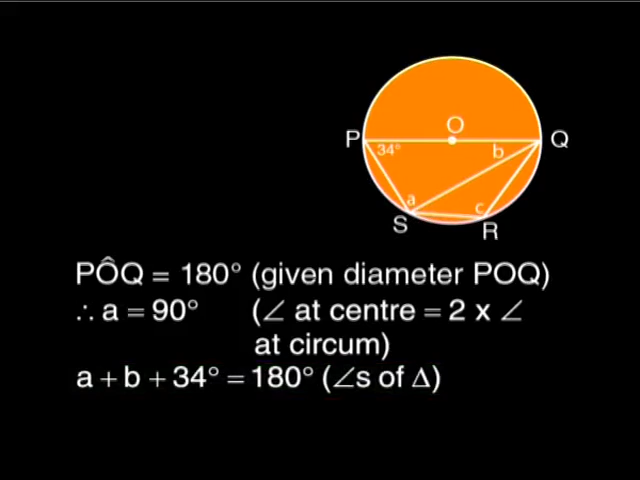 O
P
34°
b
Q
a
c
S
R
PÔQ = 180° (given diameter POQ)
∴ a = 90° (∠ at centre = 2 x ∠
at circum)
a + b + 34° = 180° (∠s of Δ)